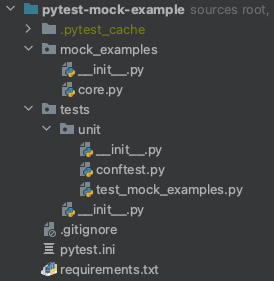 pytest-mock-example sources root,
.pytest_cache
mock_examples
__init__.py
core.py
tests
unit
__init__.py
conftest.py
test_mock_examples.py
__init__.py
.gitignore
pytest.ini
requirements.txt